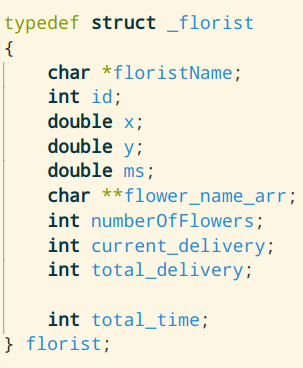 typedef struct _florist
{
    char *floristName;
    int id;
    double x;
    double y;
    double ms;
    char **flower_name_arr;
    int numberOfFlowers;
    int current_delivery;
    int total_delivery;

    int total_time;
} florist;